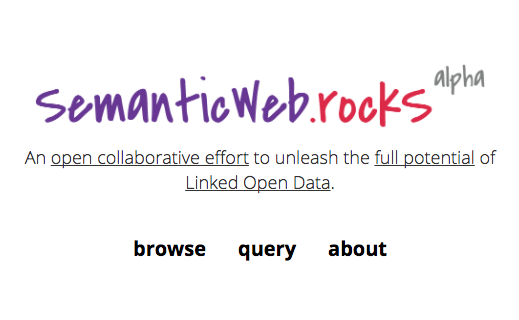 semanticWeb.rocks alpha
An open collaborative effort to unleash the full potential of
Linked Open Data.
browse query about